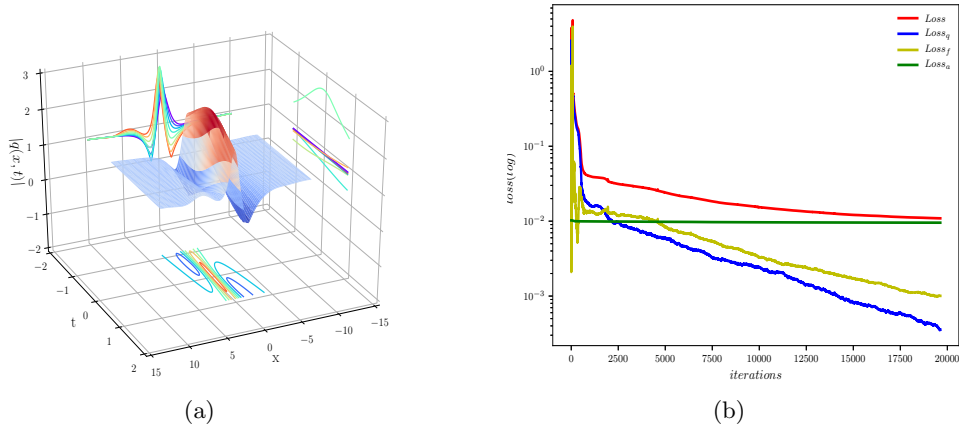 3
2
1
0
−1
−2
|q(x,t)|
−2
−1
0
1
2
t
15
10
5
0
−5
−10
−15
x
(a)
Loss
Loss_q
Loss_f
Loss_a
10^0
10^{-1}
10^{-2}
10^{-3}
loss(log)
0 2500 5000 7500 10000 12500 15000 17500 20000
iterations
(b)